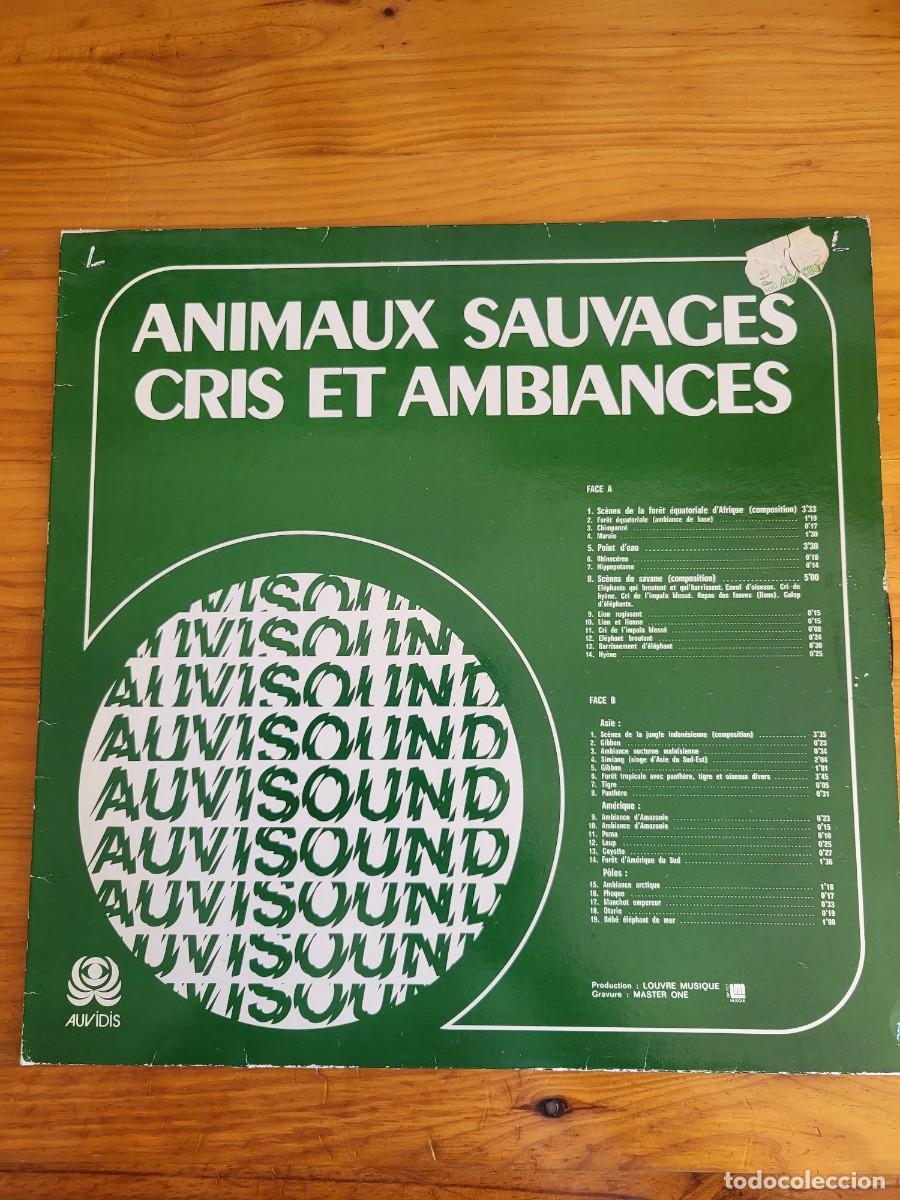 L
L
ANIMAUX SAUVAGES
CRIS ET AMBIANCES
FACE A
1. Scènes de la forêt équatoriale d'Afrique (composition) 3'33
2. Forêt équatoriale (ambiance de base) 1'19
3. Chimpanzé 0'17
4. Marais 1'30
5. Point d'eau 3'30
6. Rhinocéros 0'18
7. Hippopotame 0'14
8. Scènes de savane (composition) 5'00
Eléphants qui broutent et qui barrissent. Envol d'oiseaux. Cri de
hyène. Cri de l'impala blessé. Repas des fauves (lions). Galop
d'éléphants.
9. Lion rugissant 0'15
10. Lion et lionne 0'15
11. Cri de l'impala blessé 0'08
12. Eléphant broutant 0'24
13. Barrissement d'éléphant 0'30
14. Hyène 0'25
FACE B
Asie :
1. Scènes de la jungle indonésienne (composition) 3'35
2. Gibbon 0'23
3. Ambiance nocturne malaisienne 0'34
4. Simiang (singe d'Asie du Sud-Est) 2'04
5. Gibbon 1'01
6. Forêt tropicale avec panthère, tigre et oiseaux divers 3'45
7. Tigre 0'05
8. Panthère 0'31
Amérique :
9. Ambiance d'Amazonie 0'23
10. Ambiance d'Amazonie 0'15
11. Puma 0'10
12. Loup 0'25
13. Coyotte 0'27
14. Forêt d'Amérique du Sud 1'36
Pôles :
15. Ambiance arctique 1'18
16. Phoque 0'17
17. Manchot empereur 0'33
18. Otarie 0'19
19. Bébé éléphant de mer 1'00
AUVISOUND
AUVISOUND
AUVISOUND
AUVISOUND
AUVISOUND
AUVISOUND
AUVISOUND
AUVISOUND
AUVISOUND
AUVIDIS
Production : LOUVRE MUSIQUE
Gravure : MASTER ONE
todocoleccion